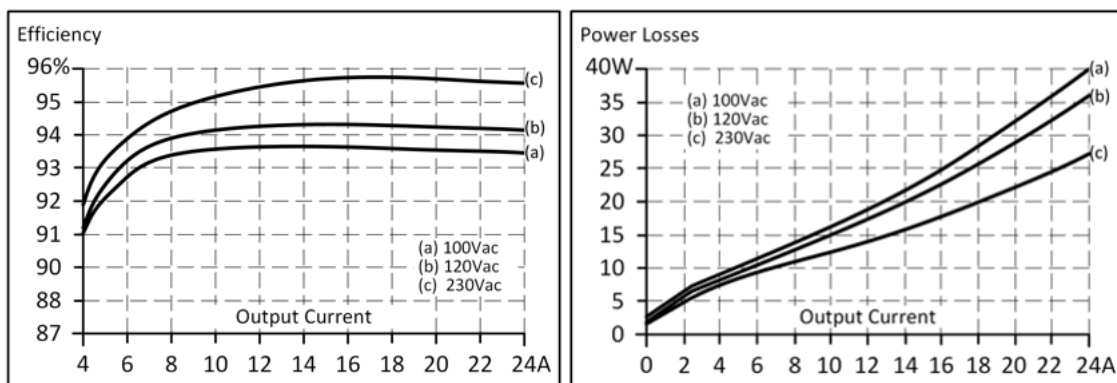 Efficiency
96%
95
94
93
92
91
90
88
87
(c)
(b)
(a)
(a) 100Vac
(b) 120Vac
(c) 230Vac
Output Current
4 6 8 10 12 14 16 18 20 22 24A
Power Losses
40W
35
30
25
20
15
10
5
0
(a)
(b)
(c)
(a) 100Vac
(b) 120Vac
(c) 230Vac
Output Current
0 2 4 6 8 10 12 14 16 18 20 22 24A